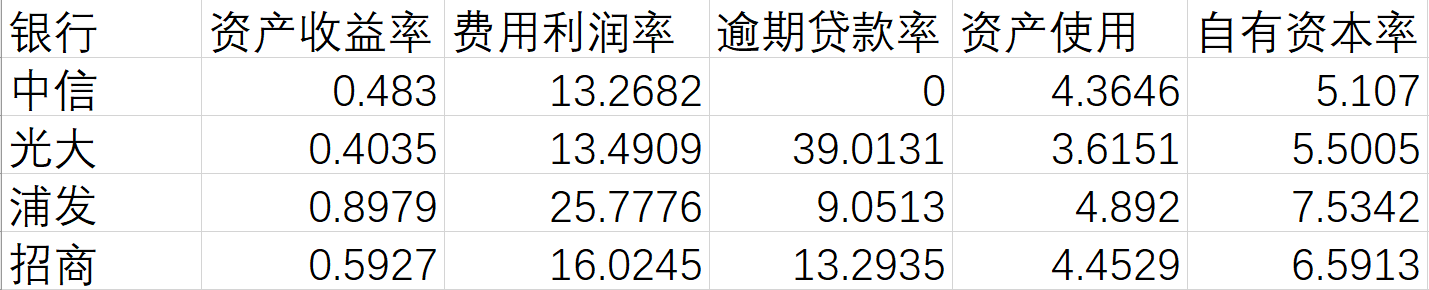 银行 资产收益率 费用利润率 逾期贷款率 资产使用 自有资本率
中信 0.483 13.2682 0 4.3646 5.107
光大 0.4035 13.4909 39.0131 3.6151 5.5005
浦发 0.8979 25.7776 9.0513 4.892 7.5342
招商 0.5927 16.0245 13.2935 4.4529 6.5913